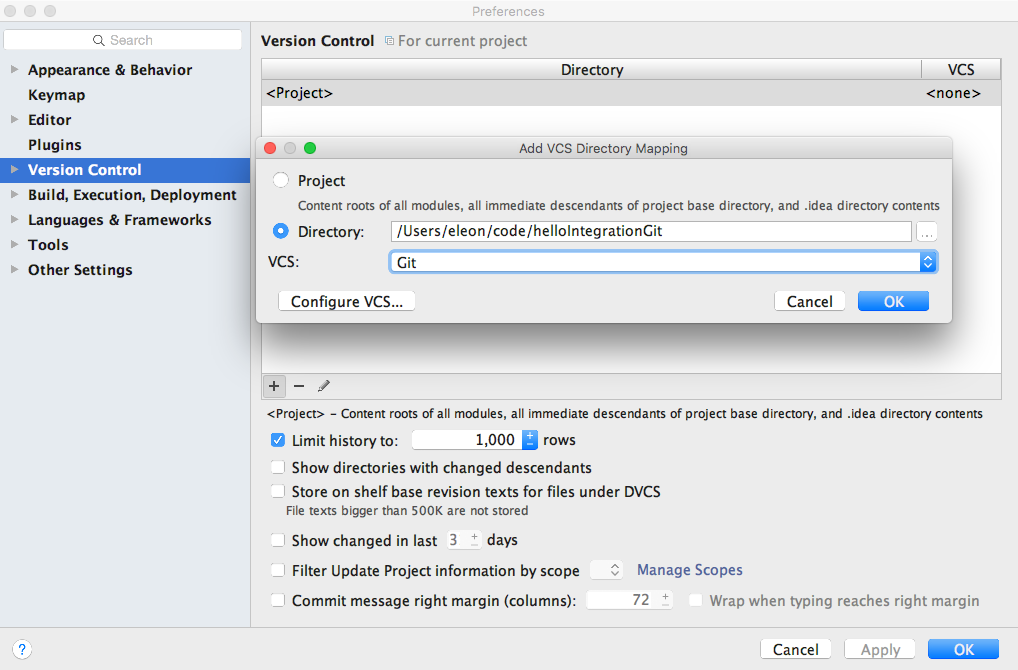 Preferences
Search
Appearance & Behavior
Keymap
Editor
Plugins
Version Control
Build, Execution, Deployment
Languages & Frameworks
Tools
Other Settings
Version Control For current project
Directory VCS
<Project> <none>
Add VCS Directory Mapping
Project
Content roots of all modules, all immediate descendants of project base directory, and .idea directory contents
Directory: /Users/eleon/code/helloIntegrationGit ...
VCS: Git
Configure VCS... Cancel OK
+ −
<Project> – Content roots of all modules, all immediate descendants of project base directory, and .idea directory contents
Limit history to: 1,000 rows
Show directories with changed descendants
Store on shelf base revision texts for files under DVCS
File texts bigger than 500K are not stored
Show changed in last 3 days
Filter Update Project information by scope Manage Scopes
Commit message right margin (columns): 72 Wrap when typing reaches right margin
? Cancel Apply OK